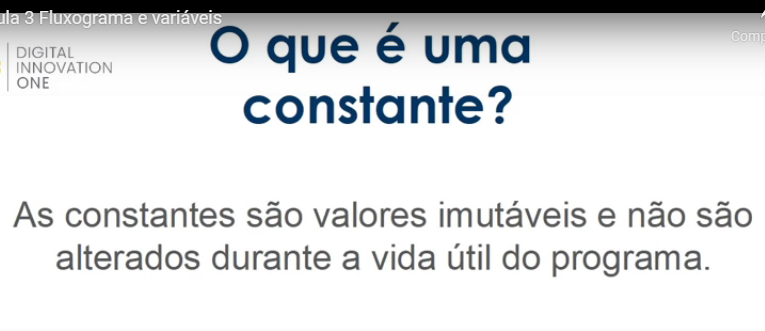 ula 3 Fluxograma e variáveis
Comp
DIGITAL
INNOVATION
ONE
O que é uma
constante?
As constantes são valores imutáveis e não são
alterados durante a vida útil do programa.